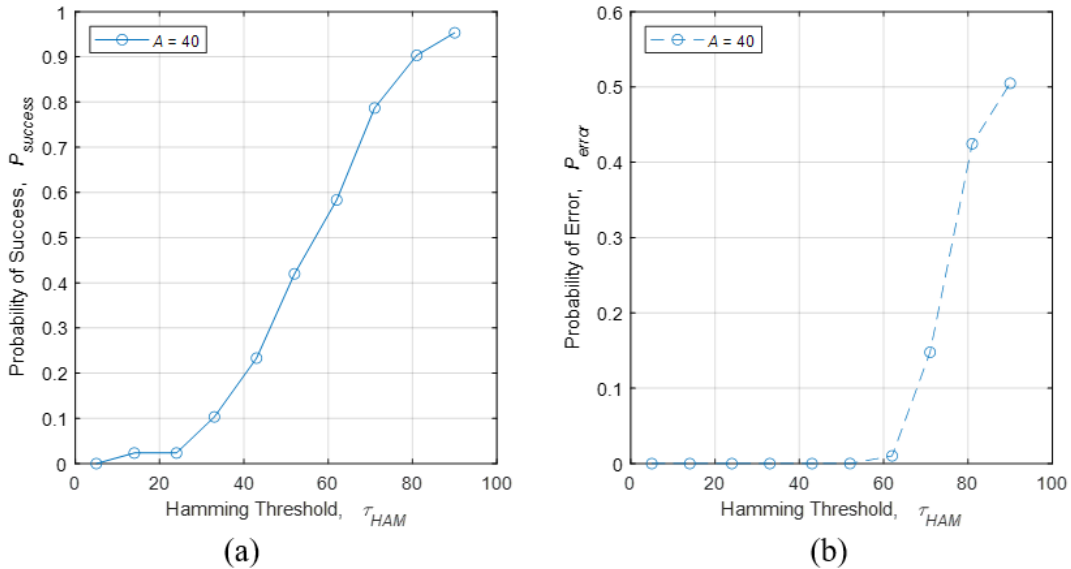 A = 40
1
0.9
0.8
0.7
0.6
0.5
0.4
0.3
0.2
0.1
0
Probability of Success, P_success
0 20 40 60 80 100
Hamming Threshold, τ_HAM
(a)
A = 40
0.6
0.5
0.4
0.3
0.2
0.1
0
Probability of Error, P_error
0 20 40 60 80 100
Hamming Threshold, τ_HAM
(b)